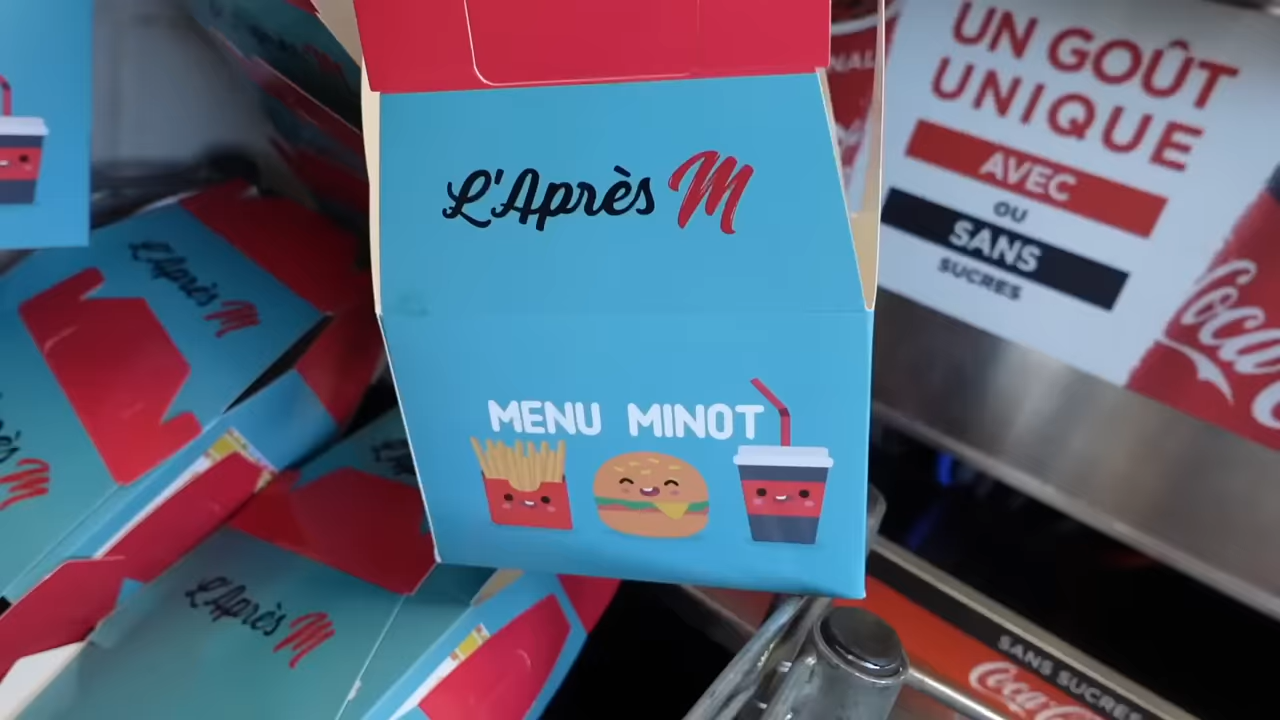 L'Après M
MENU MINOT
UN GOÛT
UNIQUE
AVEC
OU
SANS
SUCRES
L'Après M
L'Après M
SANS SUCRES